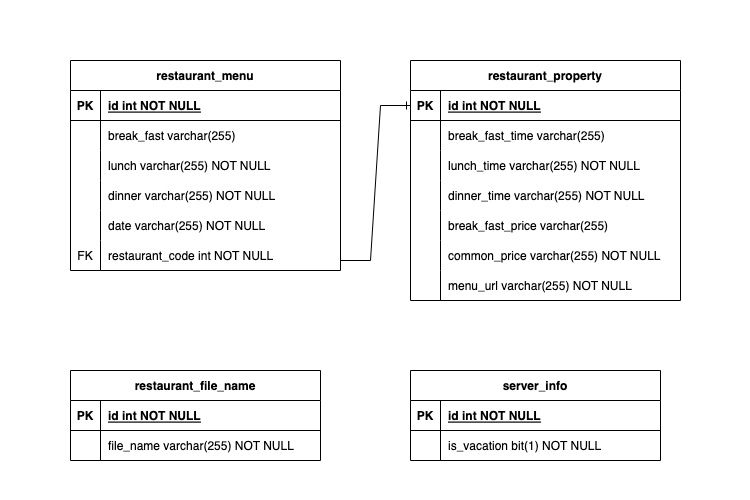 restaurant_menu
PK id int NOT NULL
break_fast varchar(255)
lunch varchar(255) NOT NULL
dinner varchar(255) NOT NULL
date varchar(255) NOT NULL
FK restaurant_code int NOT NULL
restaurant_property
PK id int NOT NULL
break_fast_time varchar(255)
lunch_time varchar(255) NOT NULL
dinner_time varchar(255) NOT NULL
break_fast_price varchar(255)
common_price varchar(255) NOT NULL
menu_url varchar(255) NOT NULL
restaurant_file_name
PK id int NOT NULL
file_name varchar(255) NOT NULL
server_info
PK id int NOT NULL
is_vacation bit(1) NOT NULL